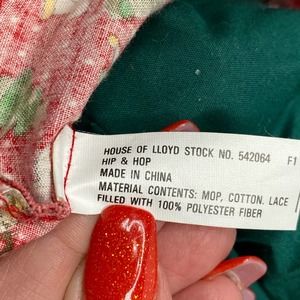 HOUSE OF LLOYD STOCK NO. 542064 F1
HIP & HOP
MADE IN CHINA
MATERIAL CONTENTS: MOP, COTTON. LACE
FILLED WITH 100% POLYESTER FIBER